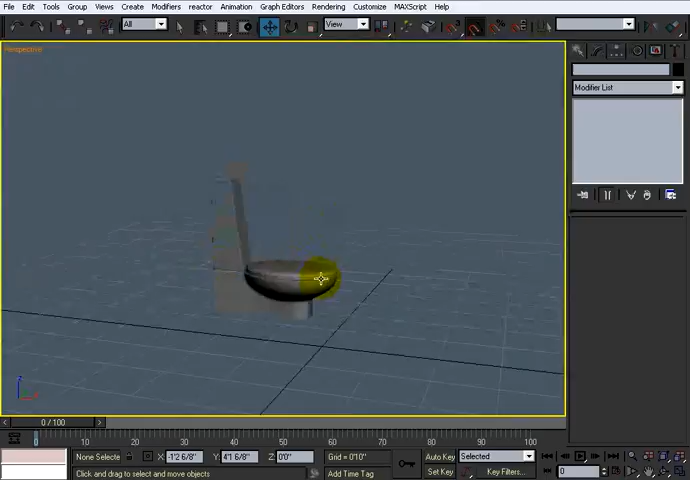 File Edit Tools Group Views Create Modifiers reactor Animation Graph Editors Rendering Customize MAXScript Help
All
View
Perspective
Modifier List
0 / 100
0 10 20 30 40 50 60 70 80 90 100
None Selecte
X: -1'2 6/8" Y: 4'1 6/8" Z: 0'0"
Grid = 0'10"
Auto Key
Selected
Click and drag to select and move objects
Add Time Tag
Set Key
Key Filters...
0